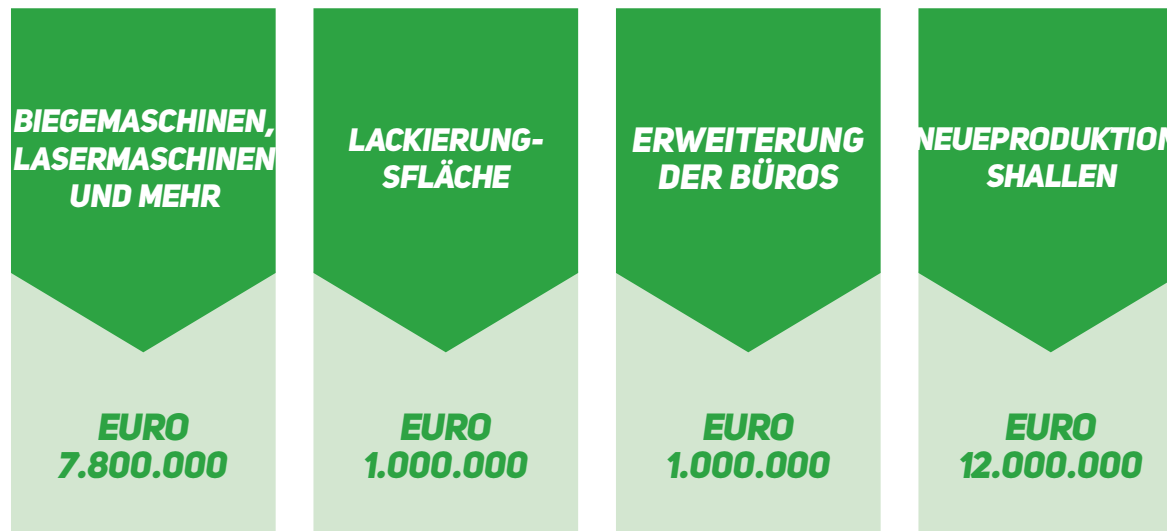 BIEGEMASCHINEN,
LASERMASCHINEN
UND MEHR
EURO
7.800.000
LACKIERUNG-
SFLÄCHE
EURO
1.000.000
ERWEITERUNG
DER BÜROS
EURO
1.000.000
NEUEPRODUKTION
SHALLEN
EURO
12.000.000